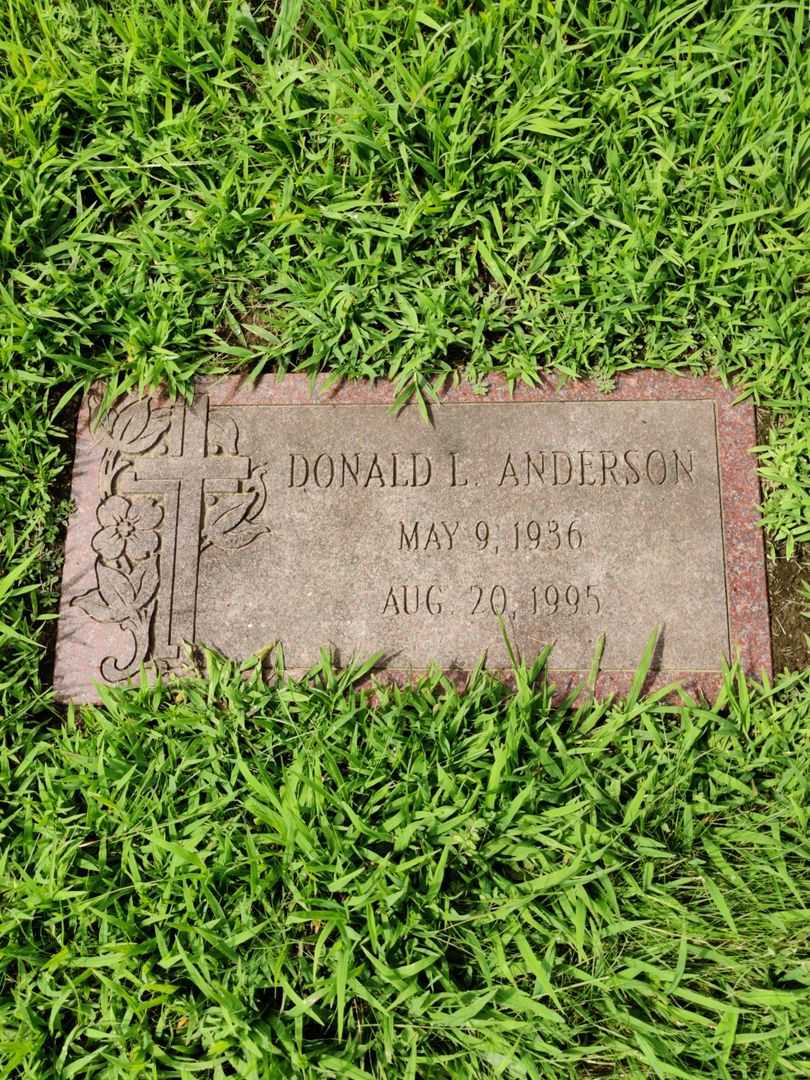 DONALD L. ANDERSON
MAY 9, 1936
AUG. 20, 1995